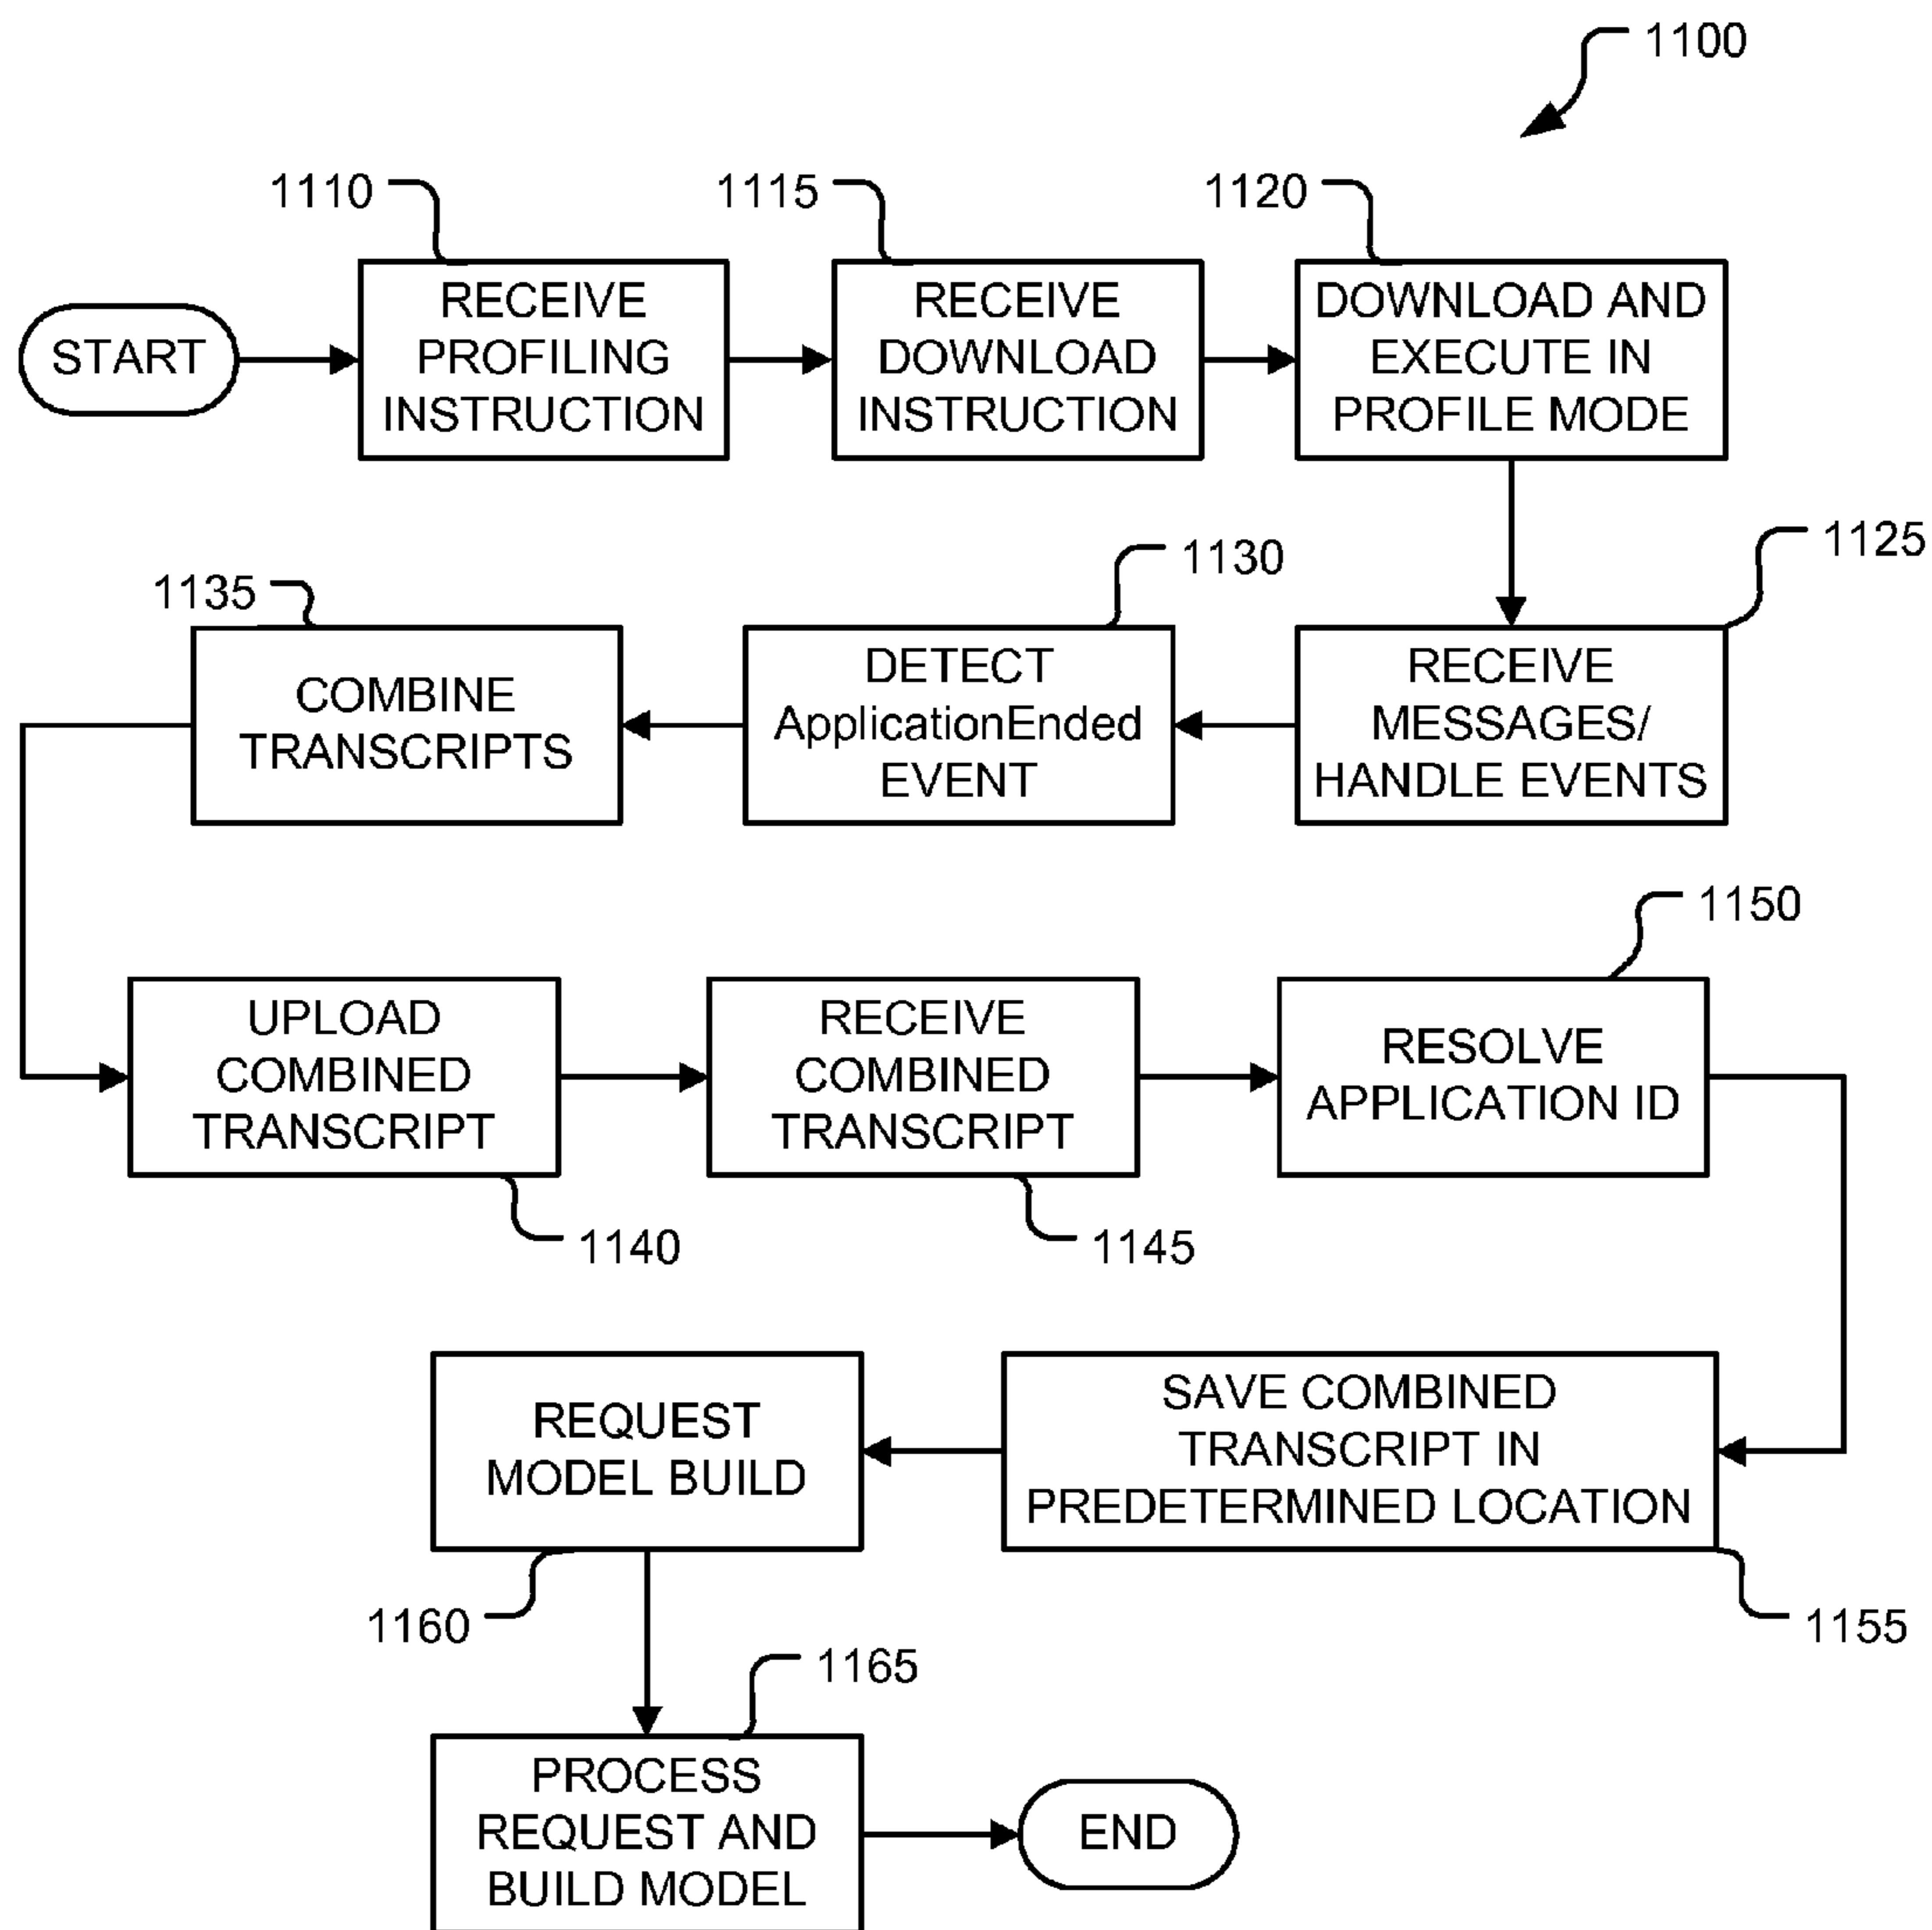 1100
1110
1115
1120
START
RECEIVE
PROFILING
INSTRUCTION
RECEIVE
DOWNLOAD
INSTRUCTION
DOWNLOAD AND
EXECUTE IN
PROFILE MODE
1125
1130
1135
RECEIVE
MESSAGES/
HANDLE EVENTS
DETECT
ApplicationEnded
EVENT
COMBINE
TRANSCRIPTS
1150
UPLOAD
COMBINED
TRANSCRIPT
RECEIVE
COMBINED
TRANSCRIPT
RESOLVE
APPLICATION ID
1140
1145
SAVE COMBINED
TRANSCRIPT IN
PREDETERMINED LOCATION
REQUEST
MODEL BUILD
1160
1155
1165
PROCESS
REQUEST AND
BUILD MODEL
END